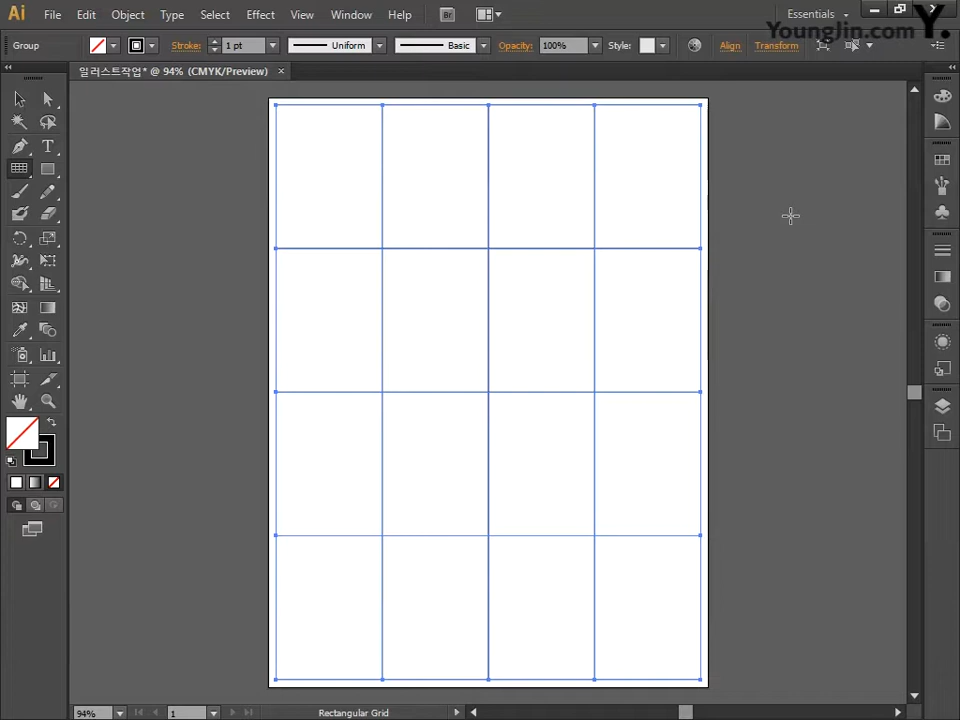 Ai File Edit Object Type Select Effect View Window Help Br Essentials
YoungJin.com Y.
Group Stroke: 1 pt Uniform Basic Opacity: 100% Style: Align Transform
일러스트작업* @ 94% (CMYK/Preview) ×
T
94% 1 Rectangular Grid